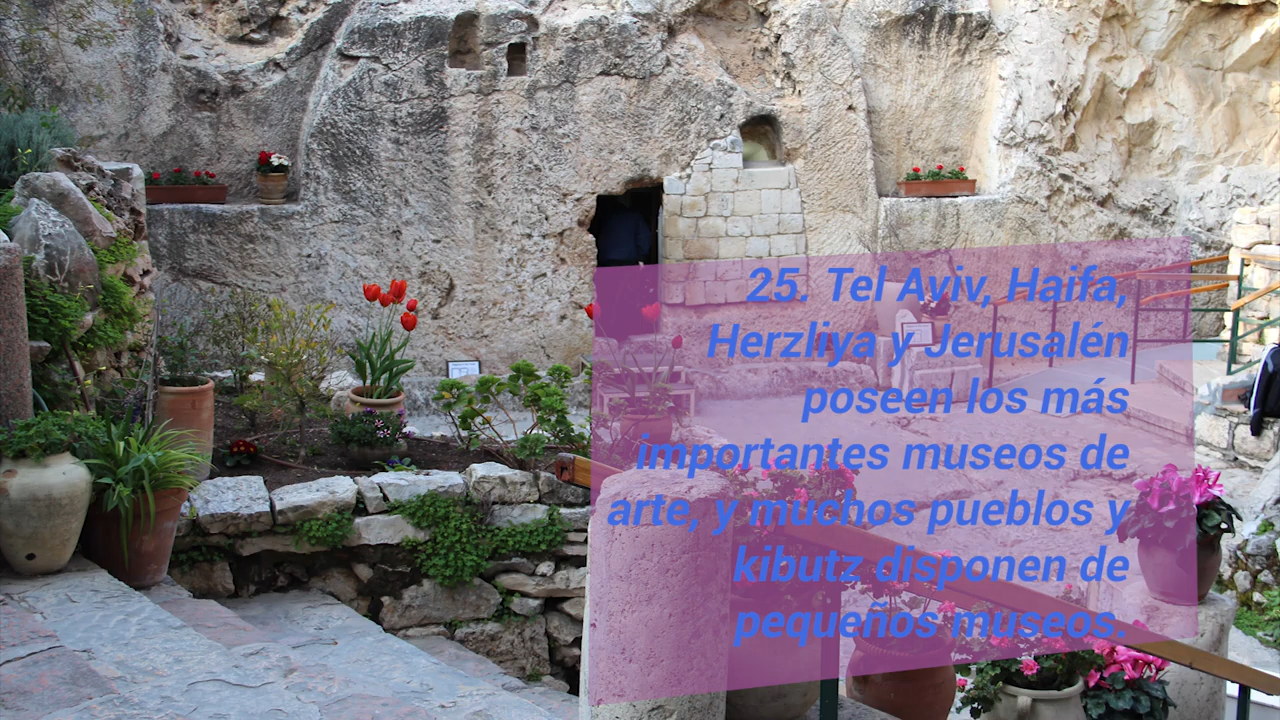 25. Tel Aviv, Haifa,
Herzliya y Jerusalén
poseen los más
importantes museos de
arte, y muchos pueblos y
kibutz disponen de
pequeños museos.